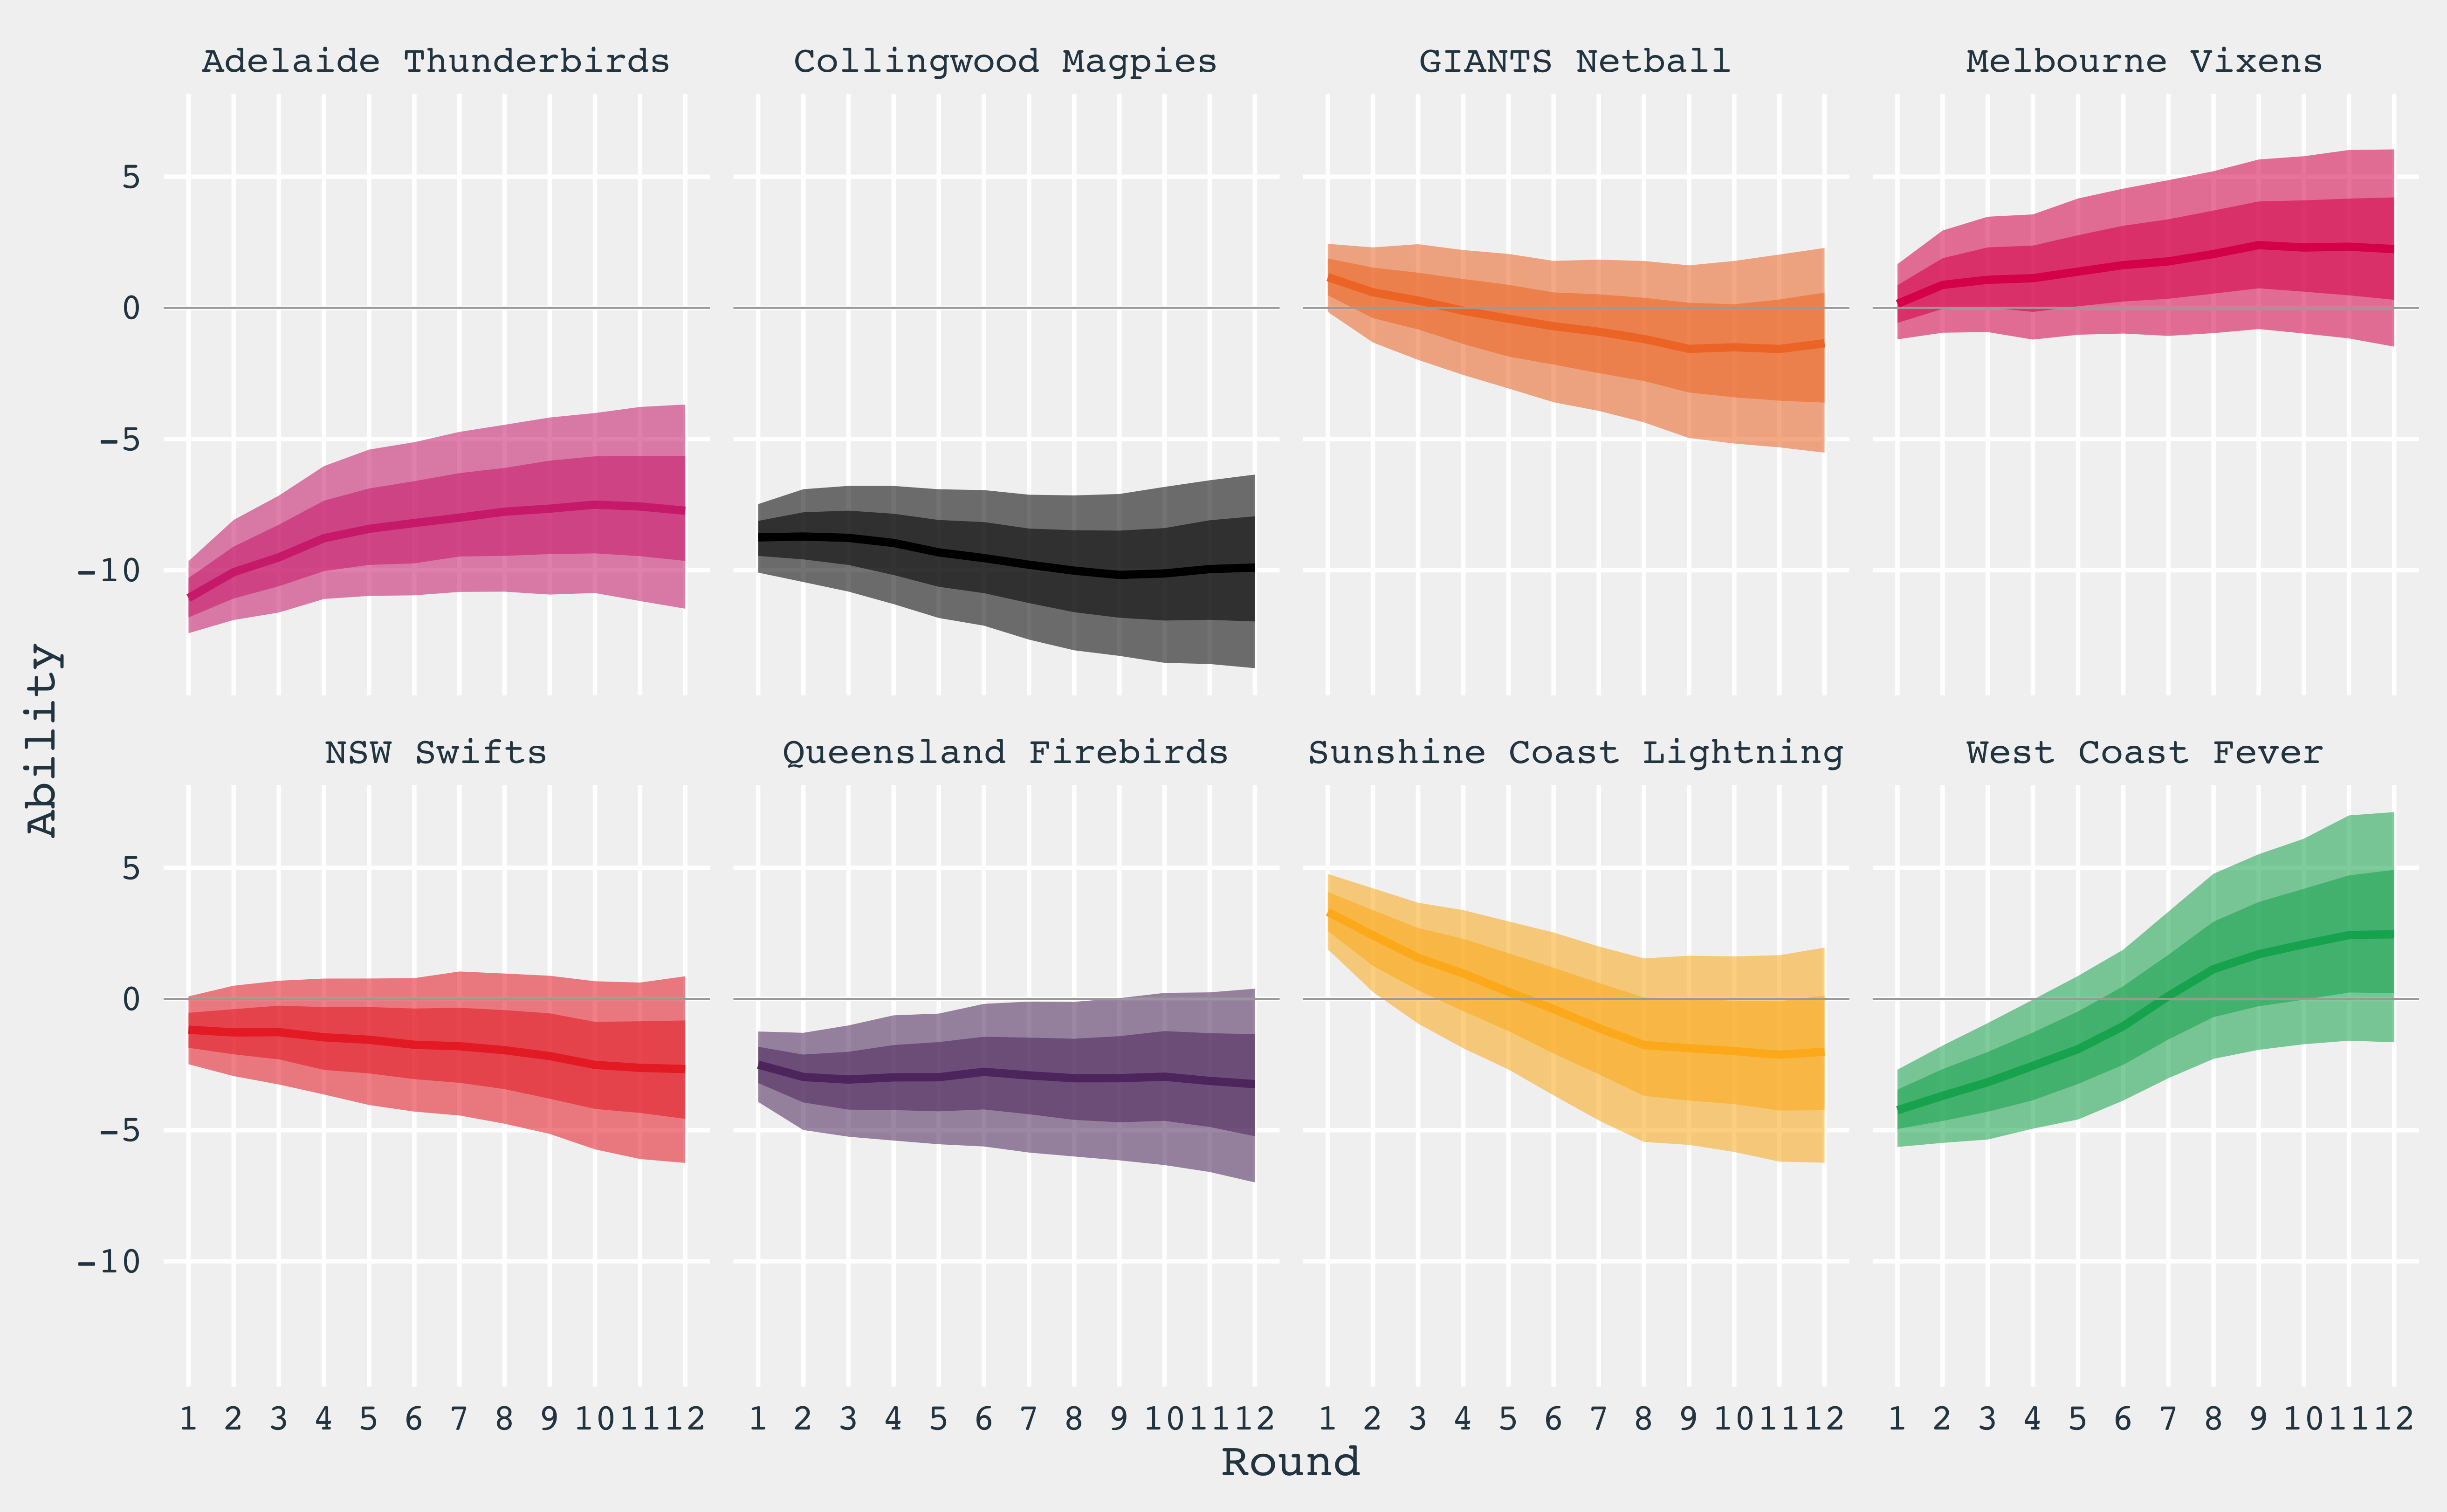 Adelaide Thunderbirds Collingwood Magpies GIANTS Netball Melbourne Vixens
5
0
-5
-10
Ability
NSW Swifts Queensland Firebirds Sunshine Coast Lightning West Coast Fever
5
0
-5
-10
1 2 3 4 5 6 7 8 9 10 11 12 1 2 3 4 5 6 7 8 9 10 11 12 1 2 3 4 5 6 7 8 9 10 11 12 1 2 3 4 5 6 7 8 9 10 11 12
Round